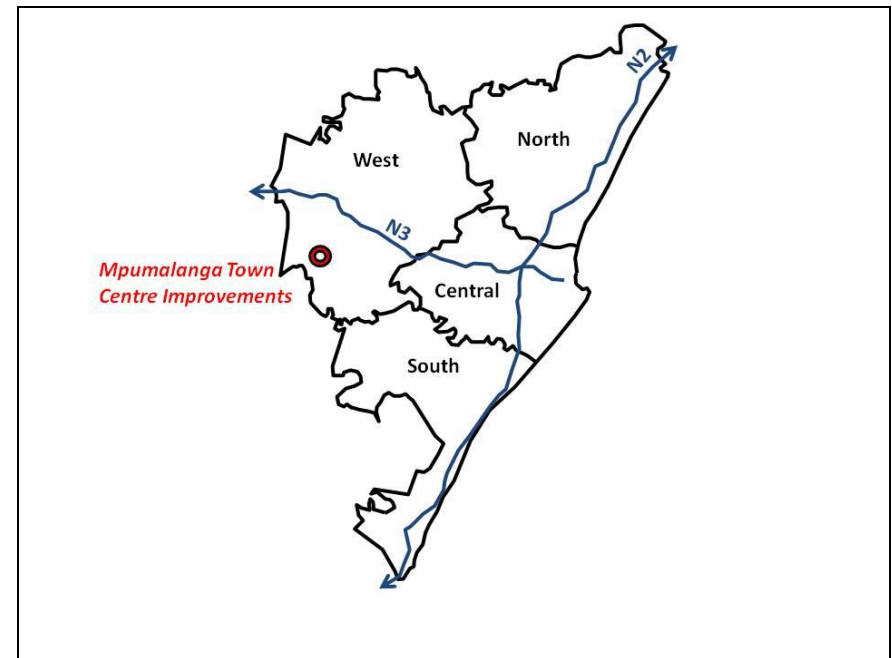 N2
North
West
N3
Mpumalanga Town
Centre Improvements
Central
South